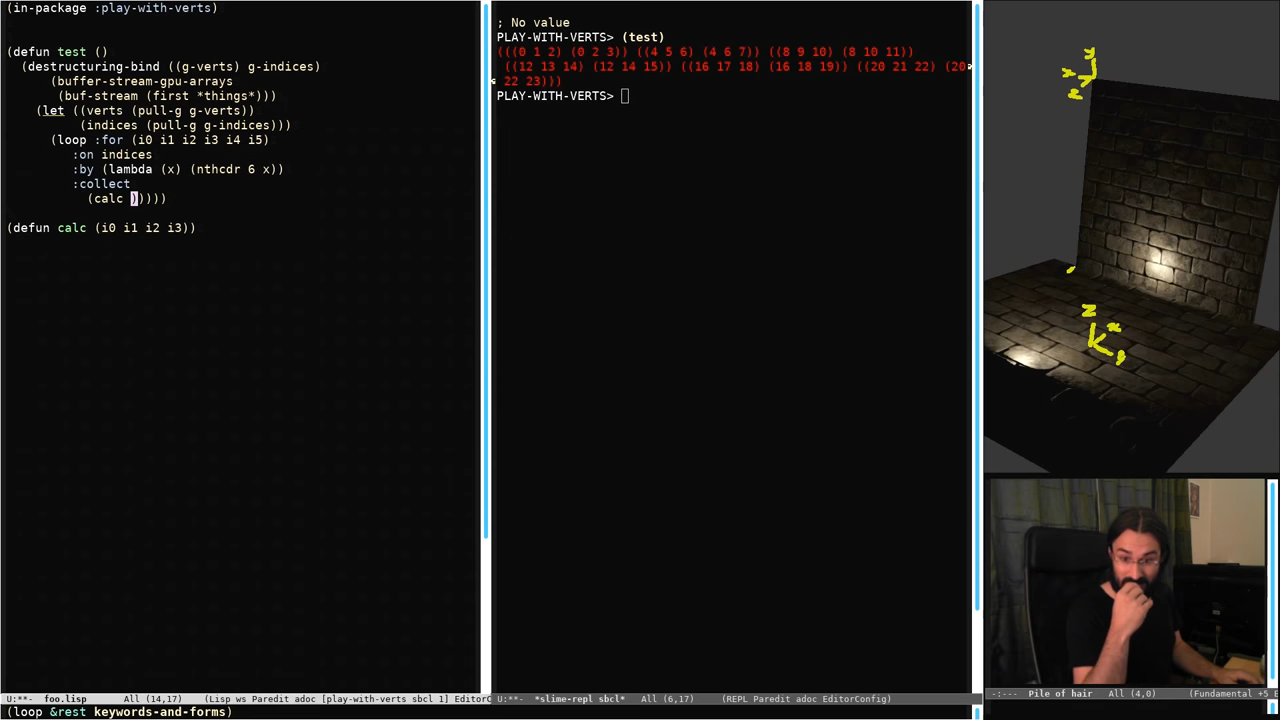 (in-package :play-with-verts)
(defun test ()
  (destructuring-bind ((g-verts) g-indices)
      (buffer-stream-gpu-arrays
       (buf-stream (first *things*)))
    (let ((verts (pull-g g-verts))
          (indices (pull-g g-indices)))
      (loop :for (i0 i1 i2 i3 i4 i5)
         :on indices
         :by (lambda (x) (nthcdr 6 x))
         :collect
           (calc )))))
(defun calc (i0 i1 i2 i3))
U:**-  foo.lisp      All (14,17)     (Lisp ws Paredit adoc [play-with-verts sbcl 1] EditorC
(loop &rest keywords-and-forms)
; No value
PLAY-WITH-VERTS> (test)
(((0 1 2) (0 2 3)) ((4 5 6) (4 6 7)) ((8 9 10) (8 10 11))
 ((12 13 14) (12 14 15)) ((16 17 18) (16 18 19)) ((20 21 22) (20
 22 23)))
PLAY-WITH-VERTS>
U:**-  *slime-repl sbcl*   All (6,17)     (REPL Paredit adoc EditorConfig)
y
x
z
z
x
y
-:---  Pile of hair   All (4,0)      (Fundamental +5 E